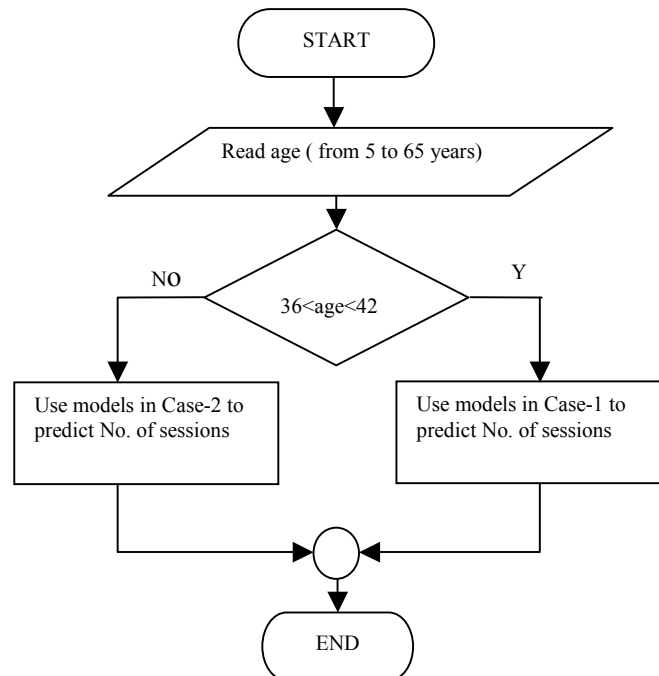 START
Read age ( from 5 to 65 years)
NO
Y
36<age<42
Use models in Case-2 to
predict No. of sessions
Use models in Case-1 to
predict No. of sessions
END